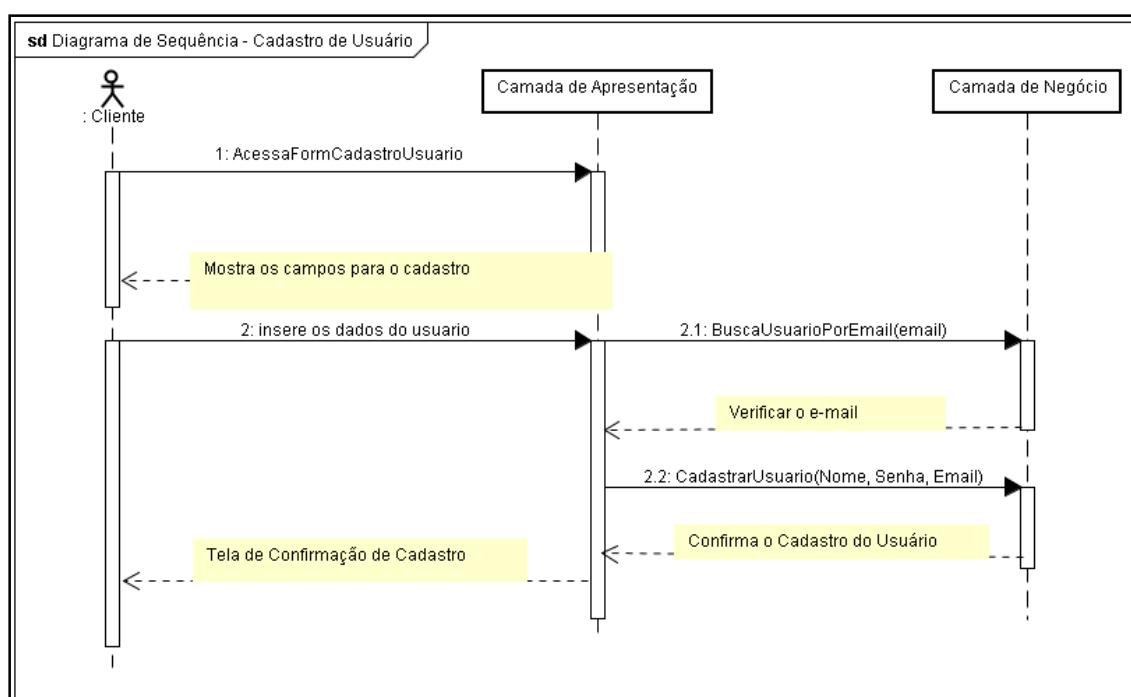 sd Diagrama de Sequência - Cadastro de Usuário
: Cliente
Camada de Apresentação
Camada de Negócio
1: AcessaFormCadastroUsuario
Mostra os campos para o cadastro
2: insere os dados do usuario
2.1: BuscaUsuarioPorEmail(email)
Verificar o e-mail
2.2: CadastrarUsuario(Nome, Senha, Email)
Confirma o Cadastro do Usuário
Tela de Confirmação de Cadastro